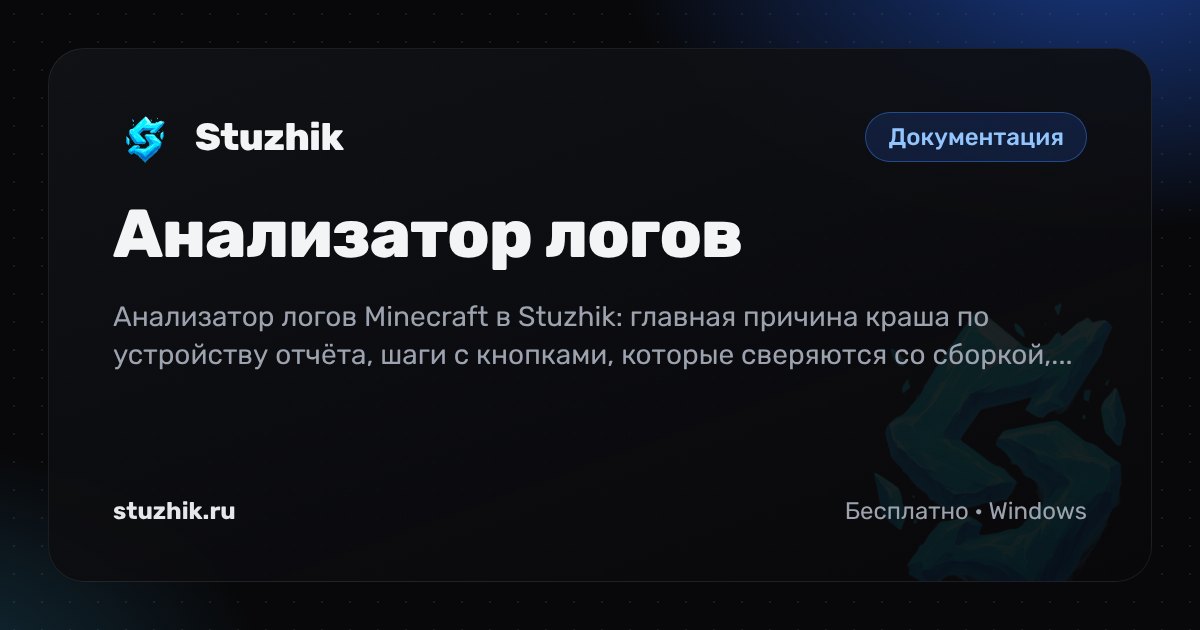 Stuzhik
Документация
Анализатор логов
Анализатор логов Minecraft в Stuzhik: главная причина краша по
устройству отчёта, шаги с кнопками, которые сверяются со сборкой,...
stuzhik.ru
Бесплатно • Windows